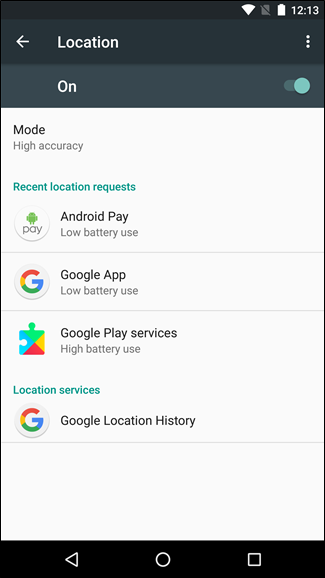 12:13
Location
On
Mode
High accuracy
Recent location requests
pay
Android Pay
Low battery use
Google App
Low battery use
Google Play services
High battery use
Location services
Google Location History